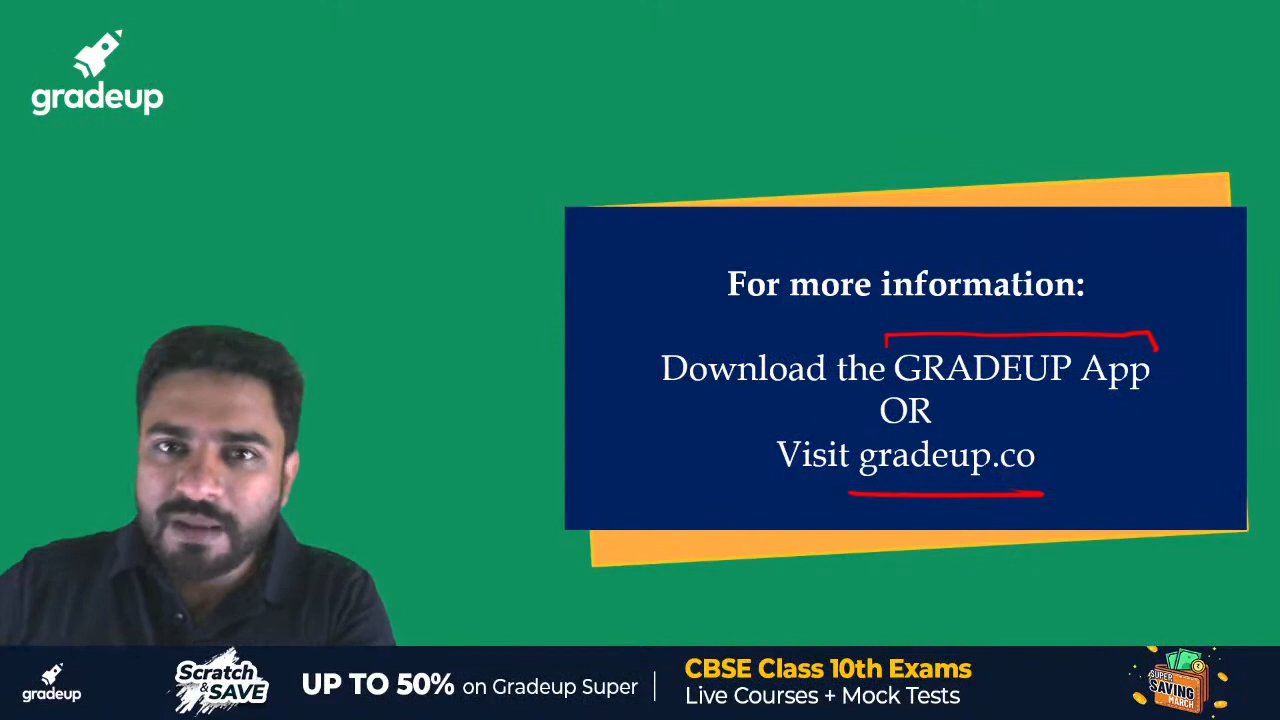 gradeup
For more information:
Download the GRADEUP App
OR
Visit gradeup.co
gradeup
Scratch & SAVE
UP TO 50% on Gradeup Super
CBSE Class 10th Exams
Live Courses + Mock Tests
SUPER
SAVING
MARCH